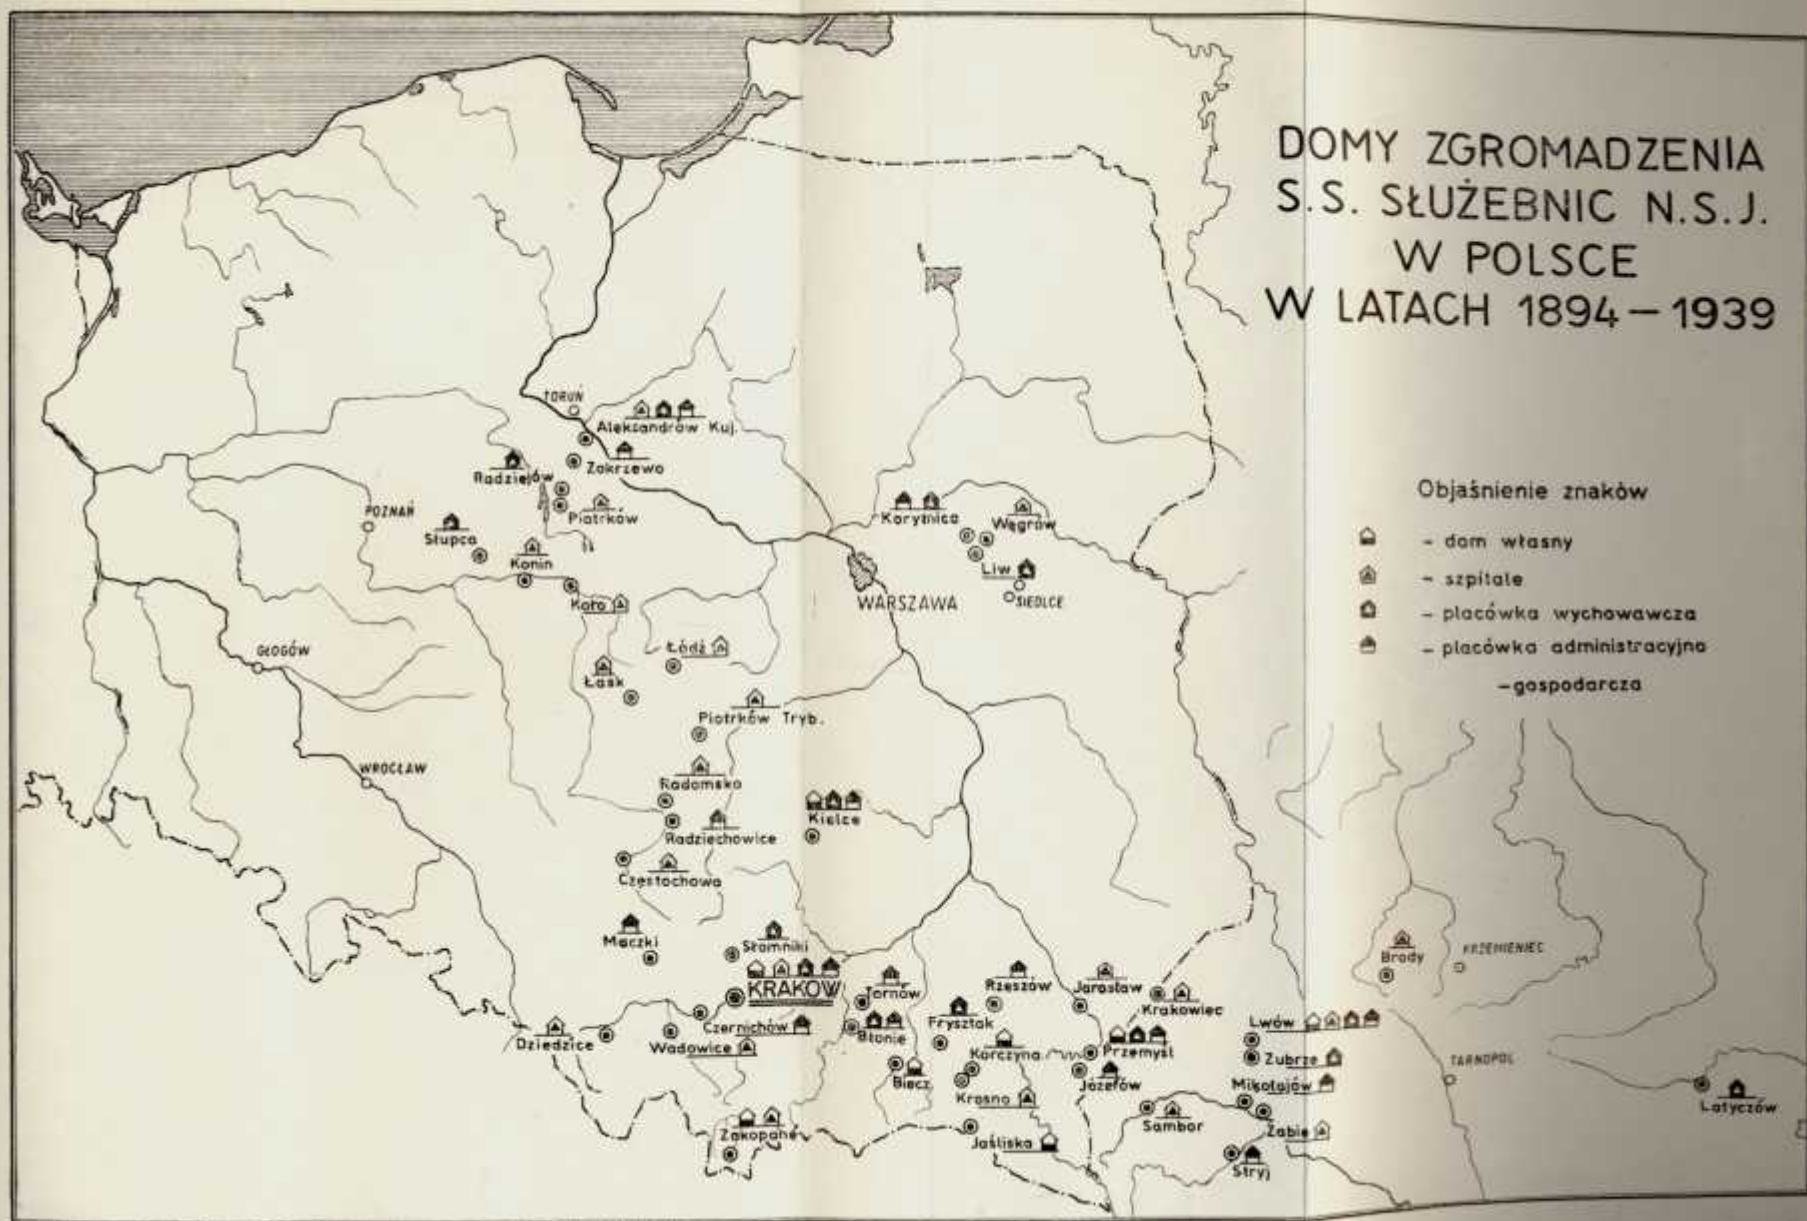 DOMY ZGROMADZENIA
S.S. SŁUŻEBNIC N.S.J.
W POLSCE
W LATACH 1894 – 1939
Objaśnienie znaków
- dom własny
- szpitale
- placówka wychowawcza
- placówka administracyjna
- gospodarcza
TORUŃ
Aleksandrów Kuj.
Zakrzewo
Radziejów
Piotrków
POZNAŃ
Słupca
Konin
Koło
Korytnica
Węgrów
Liw
SIEDLCE
WARSZAWA
GŁOGÓW
Łódź
Łask
Piotrków Tryb.
WROCŁAW
Radomsko
Radziechowice
Kielce
Częstochowa
Maczki
Słomniki
KRAKÓW
Tarnów
Rzeszów
Jarosław
Krakowiec
Brody
KRZEMIENIEC
Dziedzice
Czernichów
Wadowice
Błonie
Frysztak
Korczyna
Przemyśl
Lwów
Zubrze
Biecz
Józefów
Mikołajów
TARNOPOL
Latyczów
Krosno
Sambor
Żabie
Zakopane
Jaśliska
Stryj